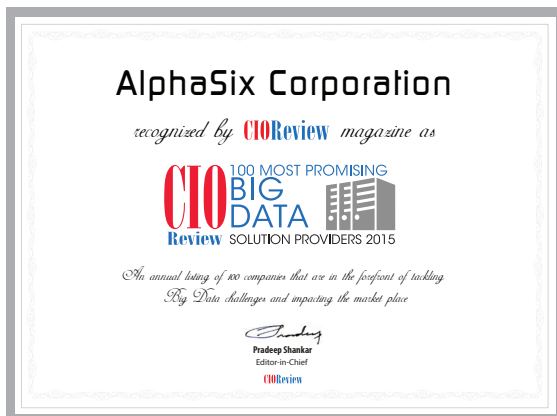 AlphaSix Corporation
recognized by CIOReview magazine as
CIO
Review
100 MOST PROMISING
BIG
DATA
SOLUTION PROVIDERS 2015
An annual listing of 100 companies that are in the forefront of tackling
Big Data challenges and impacting the market place
Pradeep Shankar
Editor-in-Chief
CIOReview